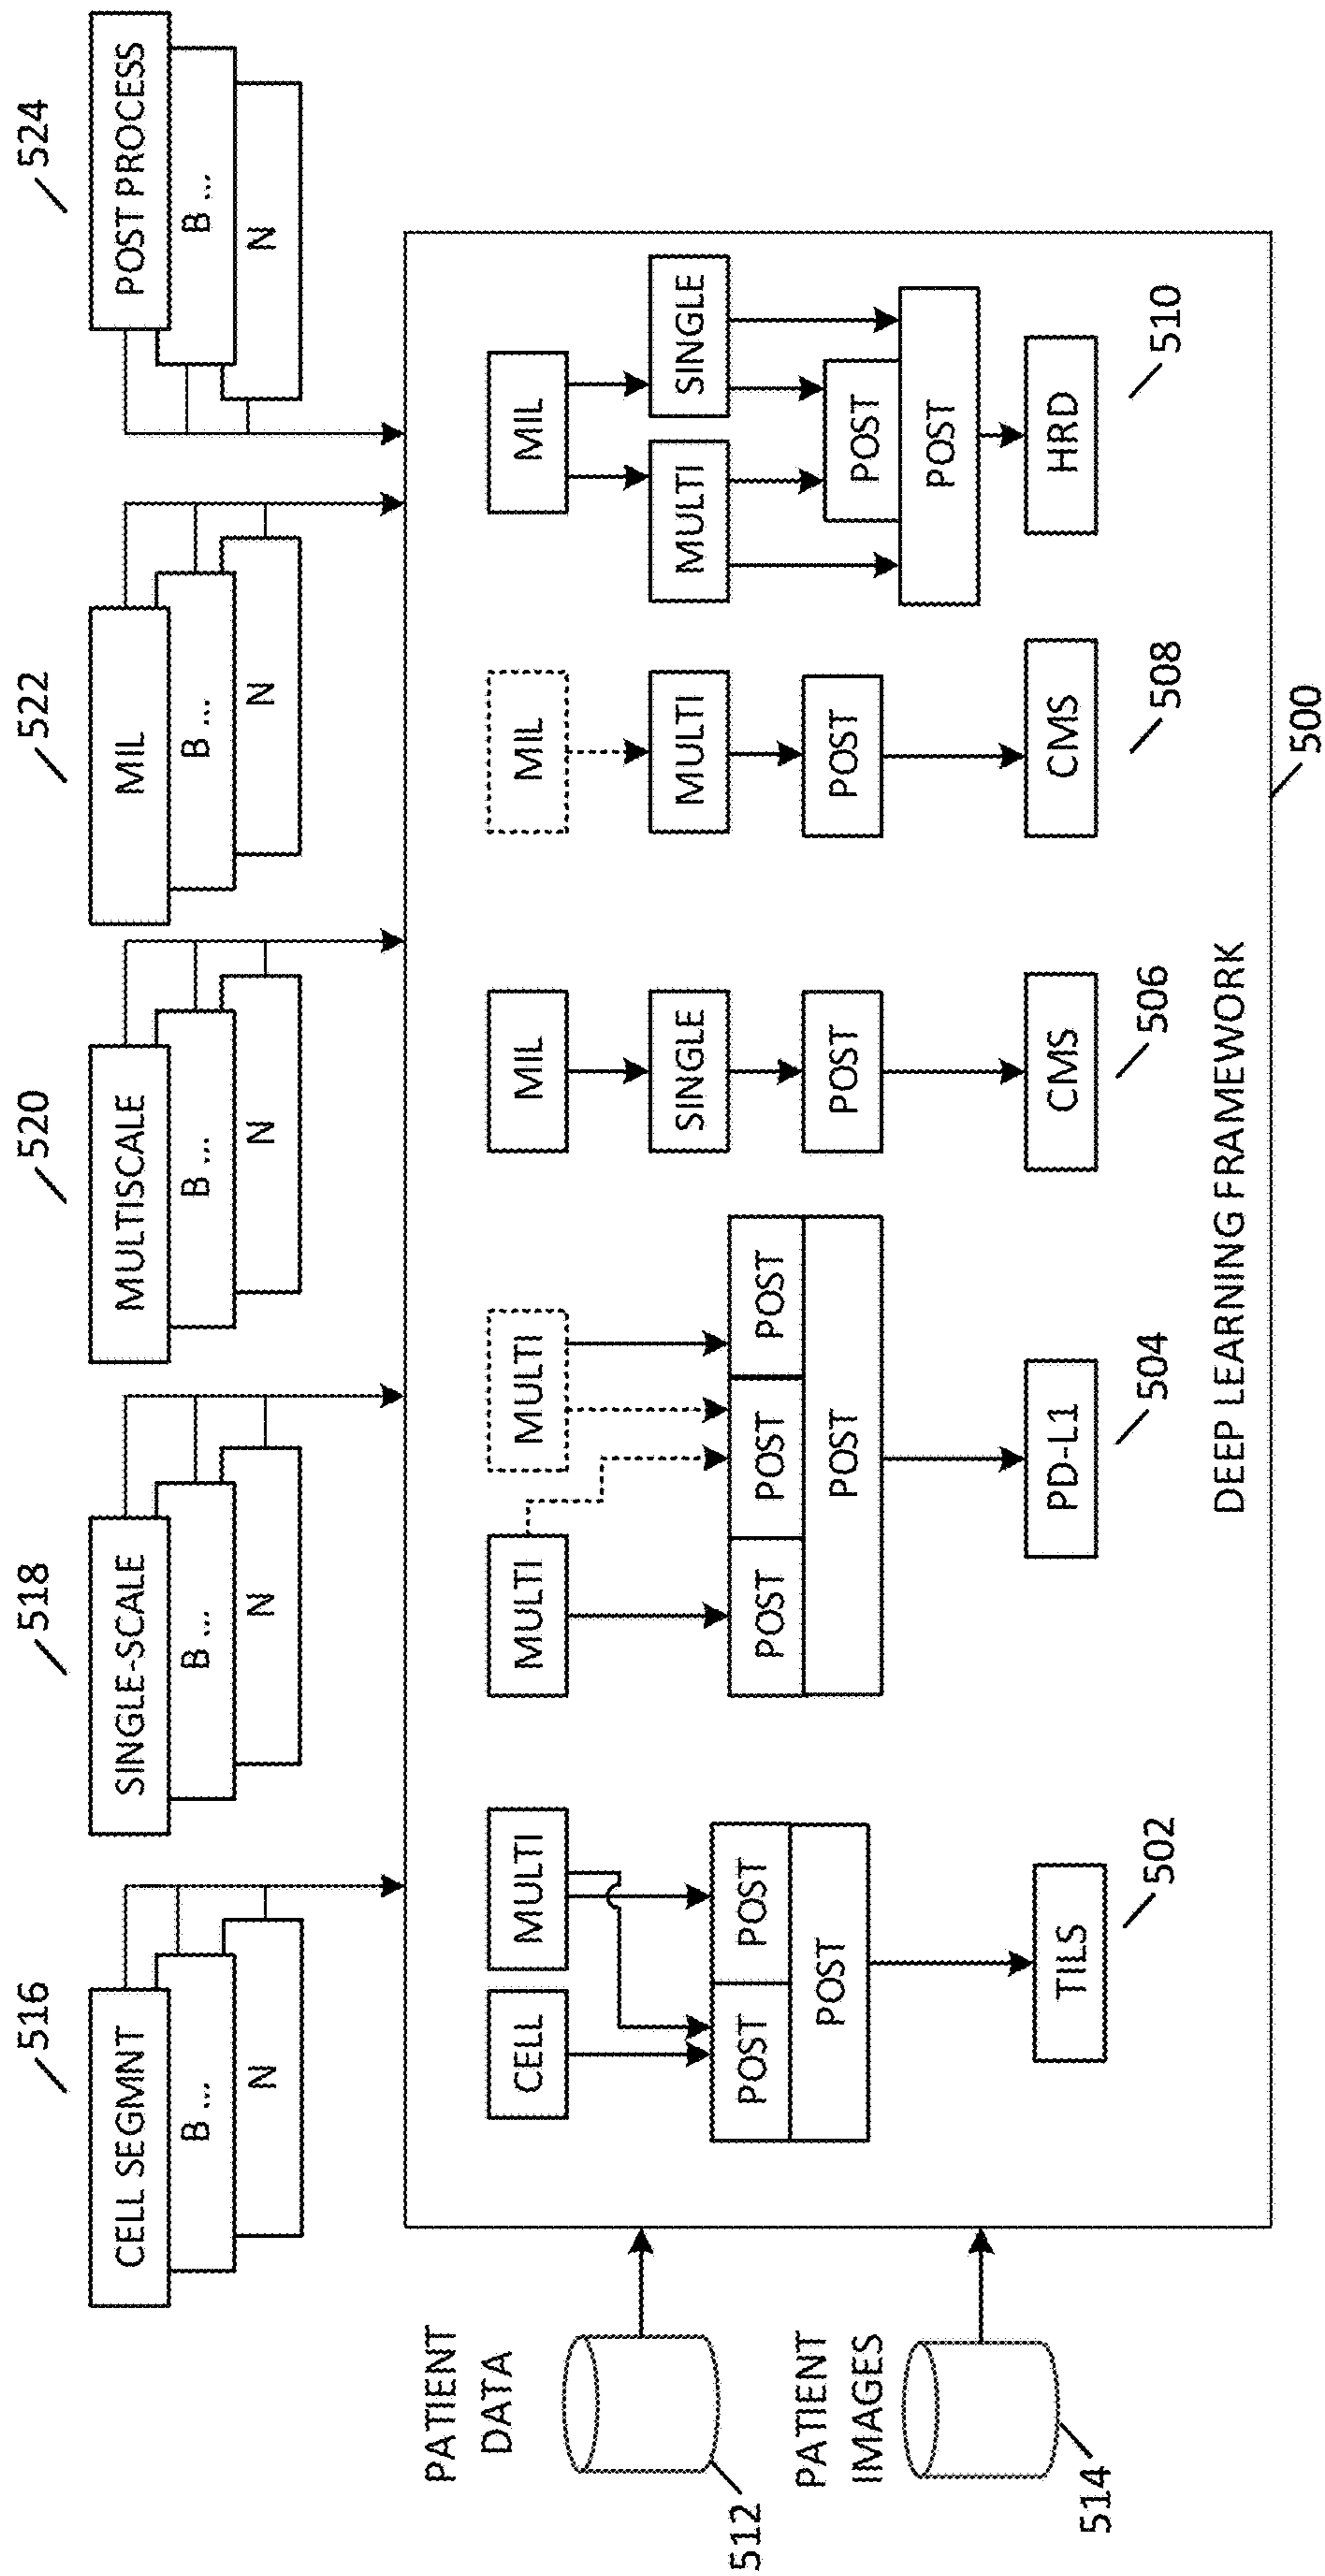 516
CELL SEGMNT
B ...
N
518
SINGLE-SCALE
B ...
N
520
MULTISCALE
B ...
N
522
MIL
B ...
N
524
POST PROCESS
B ...
N
PATIENT
DATA
512
PATIENT
IMAGES
514
CELL
MULTI
POST
POST
POST
TILS
502
MULTI
MULTI
POST
POST
POST
POST
PD-L1
504
MIL
SINGLE
POST
CMS
506
MIL
MULTI
POST
CMS
508
MIL
MULTI
SINGLE
POST
POST
HRD
510
DEEP LEARNING FRAMEWORK
500